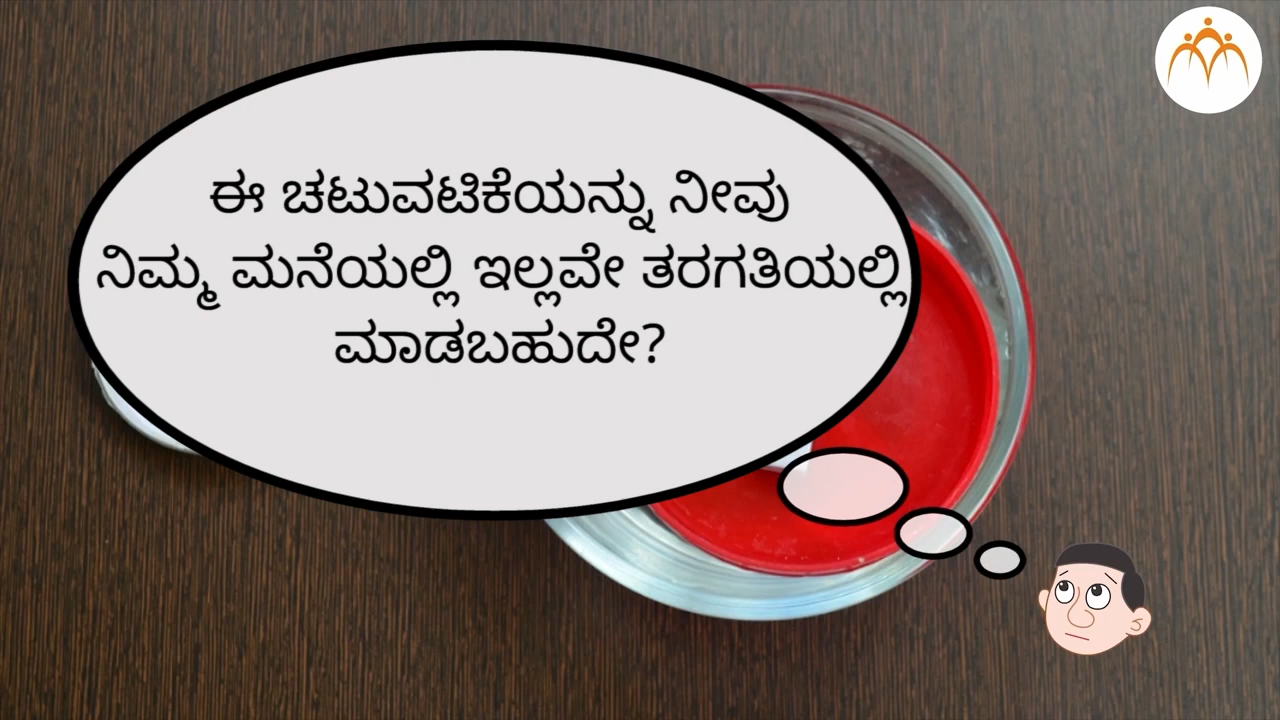 ಈ ಚಟುವಟಿಕೆಯನ್ನು ನೀವು
ನಿಮ್ಮ ಮನೆಯಲ್ಲಿ ಇಲ್ಲವೇ ತರಗತಿಯಲ್ಲಿ
ಮಾಡಬಹುದೇ?